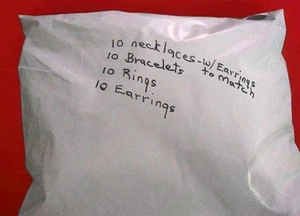 10 necklaces-w/Earrings
10 Bracelets to Match
10 Rings
10 Earrings